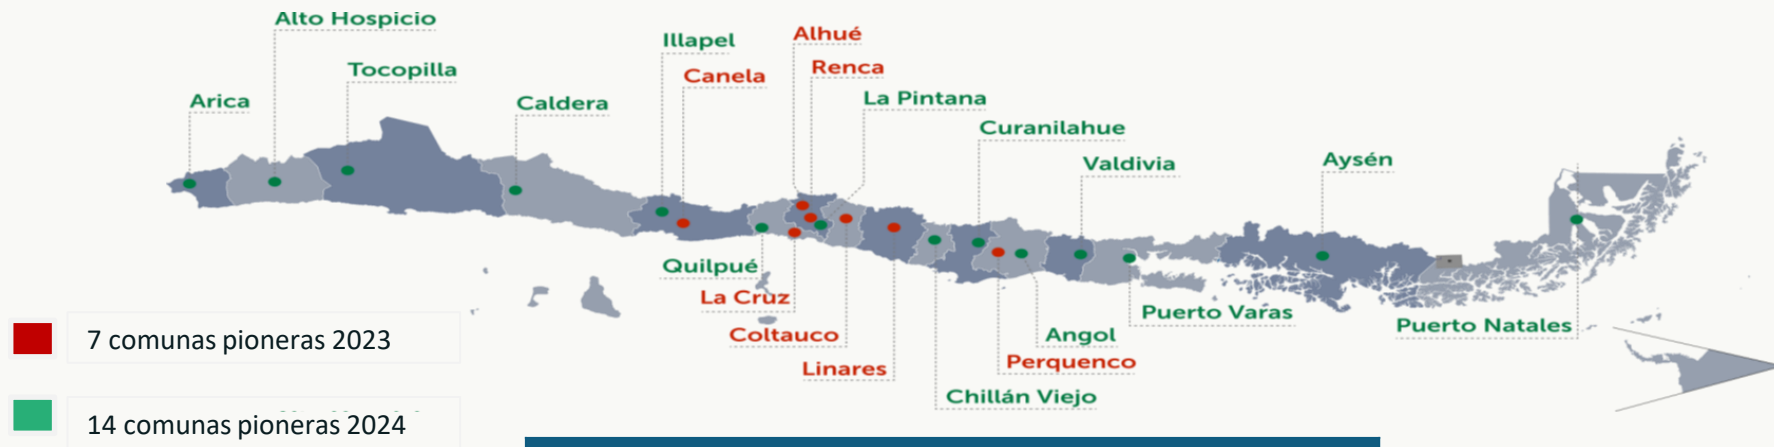 Alto Hospicio
Illapel
Alhué
Tocopilla
Canela
Renca
Arica
Caldera
La Pintana
Curanilahue
Valdivia
Aysén
Quilpué
La Cruz
Coltauco
Linares
Puerto Varas
Angol
Perquenco
Chillán Viejo
Puerto Natales
7 comunas pioneras 2023
14 comunas pioneras 2024